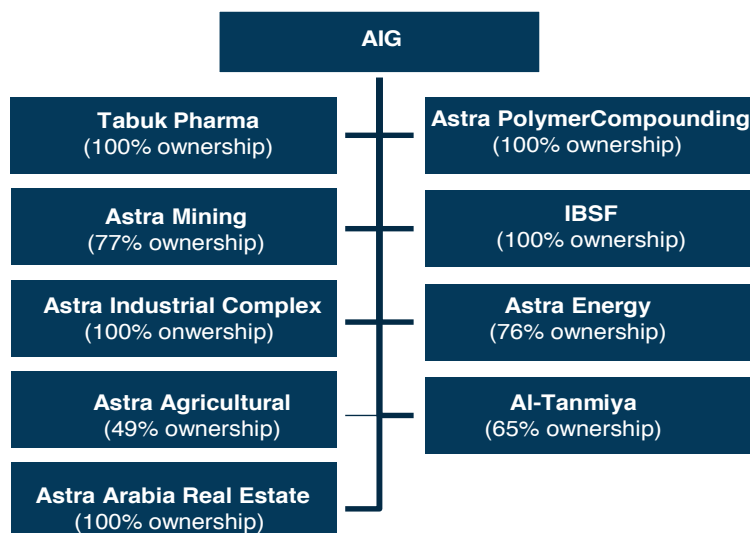 AIG
Tabuk Pharma
(100% ownership)
Astra PolymerCompounding
(100% ownership)
Astra Mining
(77% ownership)
IBSF
(100% ownership)
Astra Industrial Complex
(100% onwership)
Astra Energy
(76% ownership)
Astra Agricultural
(49% ownership)
Al-Tanmiya
(65% ownership)
Astra Arabia Real Estate
(100% ownership)